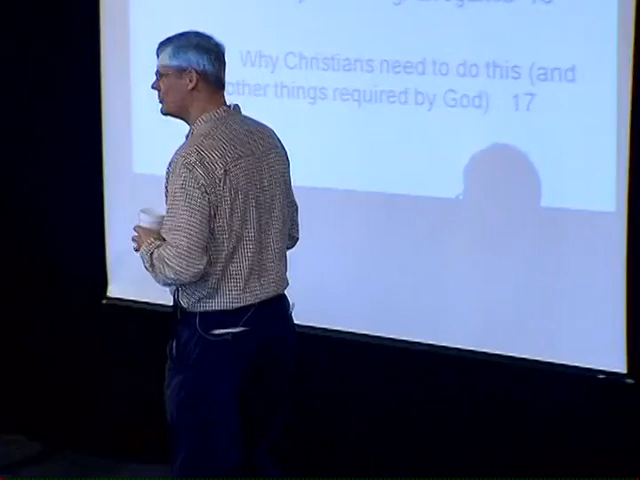 Why Christians need to do this (and
other things required by God) 17